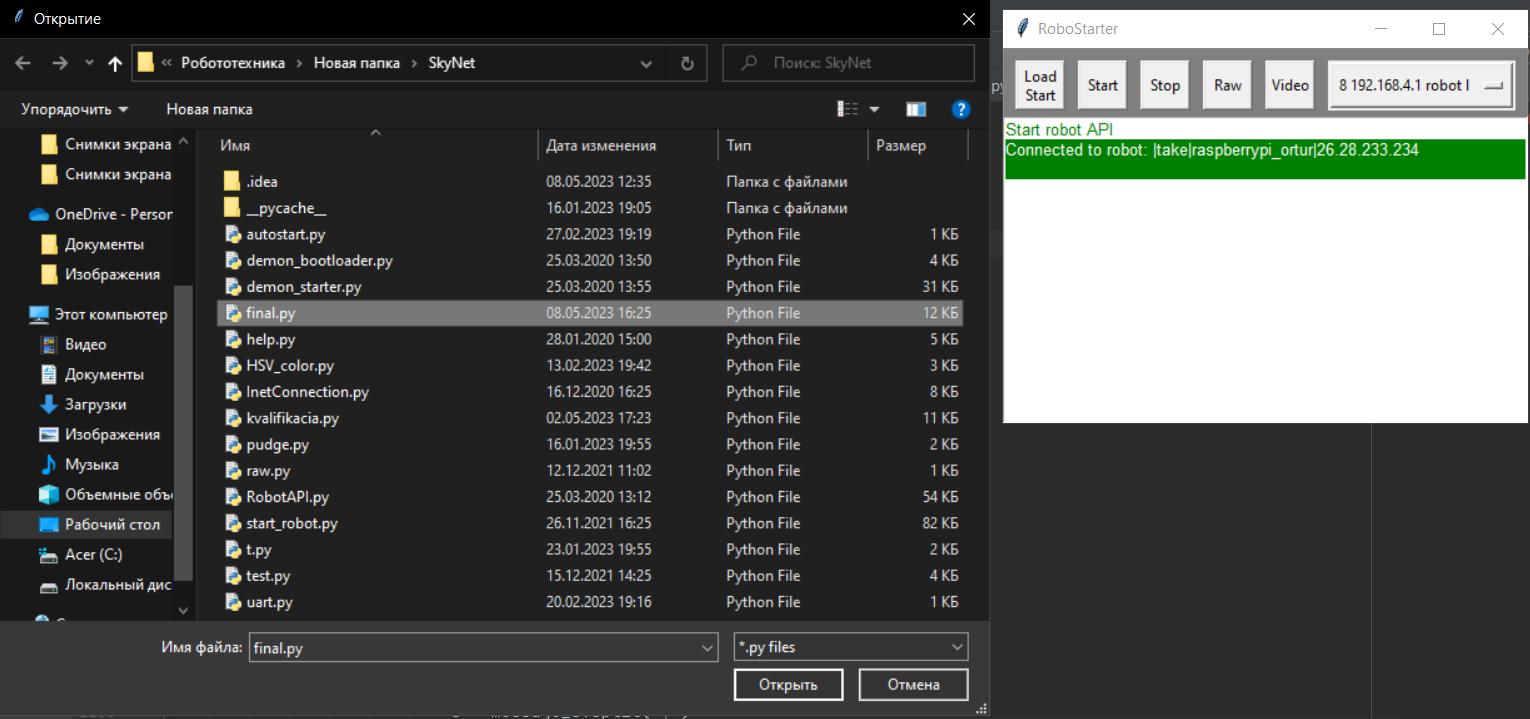 Открытие
« Робототехника › Новая папка › SkyNet
Поиск: SkyNet
Упорядочить
Новая папка
Снимки экрана
Снимки экрана
OneDrive - Person
Документы
Изображения
Этот компьютер
Видео
Документы
Загрузки
Изображения
Музыка
Объемные объ
Рабочий стол
Acer (C:)
Локальный дис
Имя Дата изменения Тип Размер
.idea 08.05.2023 12:35 Папка с файлами
__pycache__ 16.01.2023 19:05 Папка с файлами
autostart.py 27.02.2023 19:19 Python File 1 КБ
demon_bootloader.py 25.03.2020 13:50 Python File 4 КБ
demon_starter.py 25.03.2020 13:55 Python File 31 КБ
final.py 08.05.2023 16:25 Python File 12 КБ
help.py 28.01.2020 15:00 Python File 5 КБ
HSV_color.py 13.02.2023 19:42 Python File 3 КБ
InetConnection.py 16.12.2020 16:25 Python File 8 КБ
kvalifikacia.py 02.05.2023 17:23 Python File 11 КБ
pudge.py 16.01.2023 19:55 Python File 2 КБ
raw.py 12.12.2021 11:02 Python File 1 КБ
RobotAPI.py 25.03.2020 13:12 Python File 54 КБ
start_robot.py 26.11.2021 16:25 Python File 82 КБ
t.py 23.01.2023 19:55 Python File 2 КБ
test.py 15.12.2021 14:25 Python File 4 КБ
uart.py 20.02.2023 19:16 Python File 1 КБ
Имя файла: final.py
*.py files
Открыть
Отмена
RoboStarter
Load
Start
Start
Stop
Raw
Video
8 192.168.4.1 robot l
Start robot API
Connected to robot: |take|raspberrypi_ortur|26.28.233.234